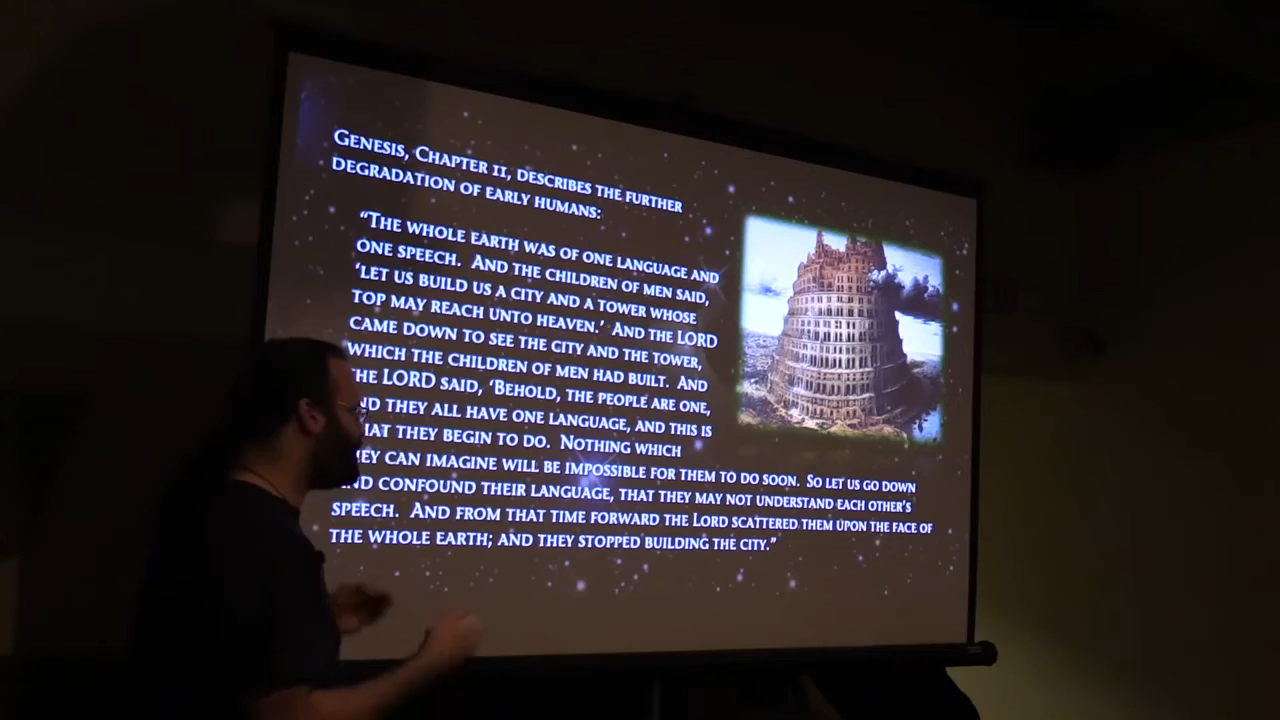 Genesis, Chapter 11, describes the further
degradation of early humans:
“The whole earth was of one language and
one speech. And the children of men said,
‘Let us build us a city and a tower whose
top may reach unto heaven.’ And the Lord
came down to see the city and the tower,
which the children of men had built. And
the LORD said, ‘Behold, the people are one,
and they all have one language, and this is
what they begin to do. Nothing which
they can imagine will be impossible for them to do soon. So let us go down
and confound their language, that they may not understand each other’s
speech. And from that time forward the Lord scattered them upon the face of
the whole earth; and they stopped building the city.”